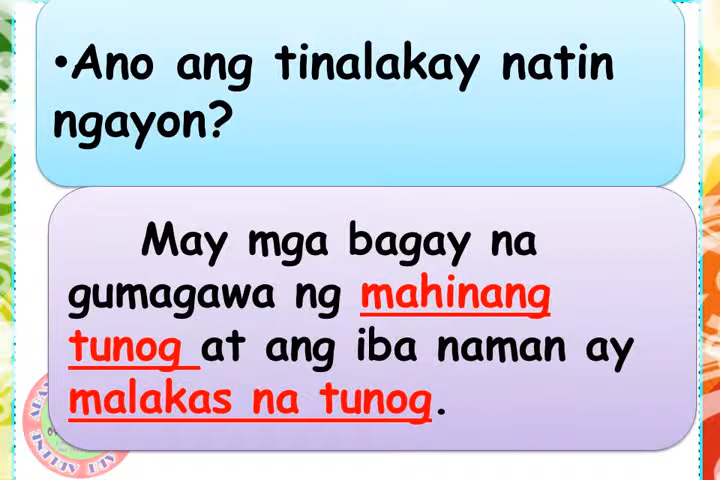 •Ano ang tinalakay natin
ngayon?
May mga bagay na
gumagawa ng mahinang
tunog at ang iba naman ay
malakas na tunog.